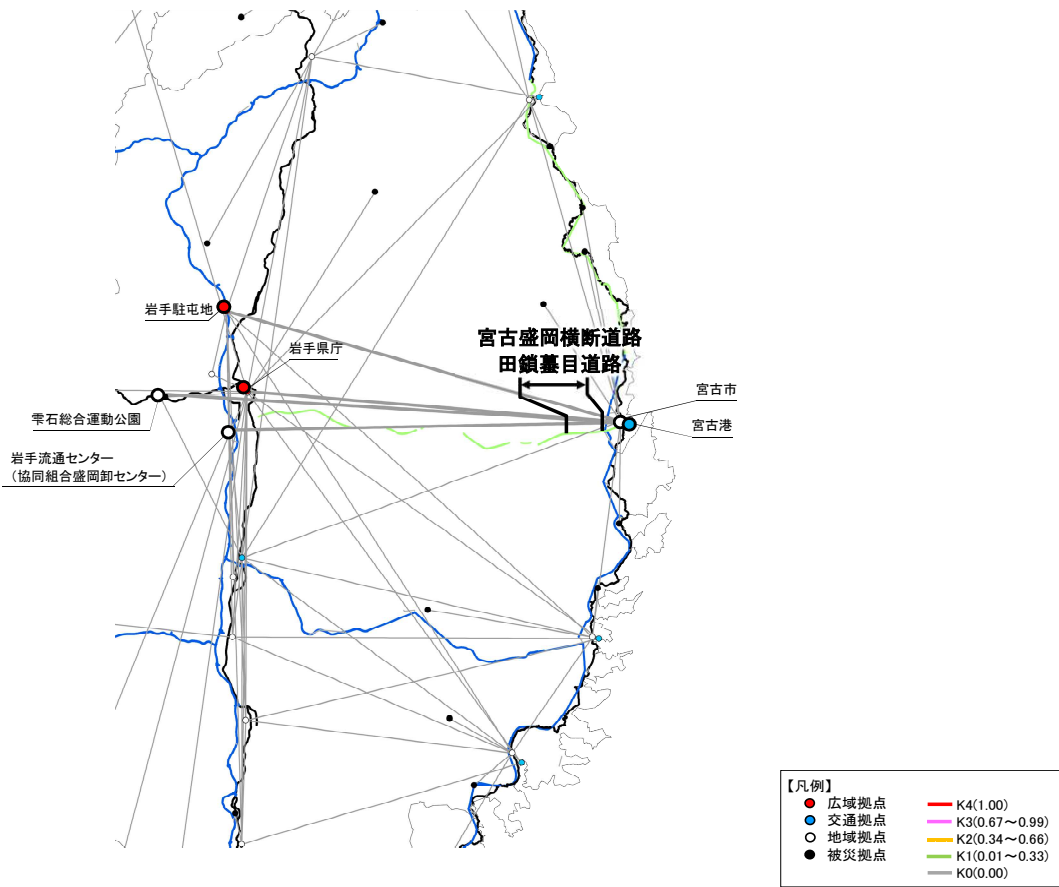 岩手駐屯地
岩手県庁
宮古盛岡横断道路
田鎖蟇目道路
宮古市
宮古港
雫石総合運動公園
岩手流通センター
（協同組合盛岡卸センター）
【凡例】
広域拠点
交通拠点
地域拠点
被災拠点
K4(1.00)
K3(0.67～0.99)
K2(0.34～0.66)
K1(0.01～0.33)
K0(0.00)